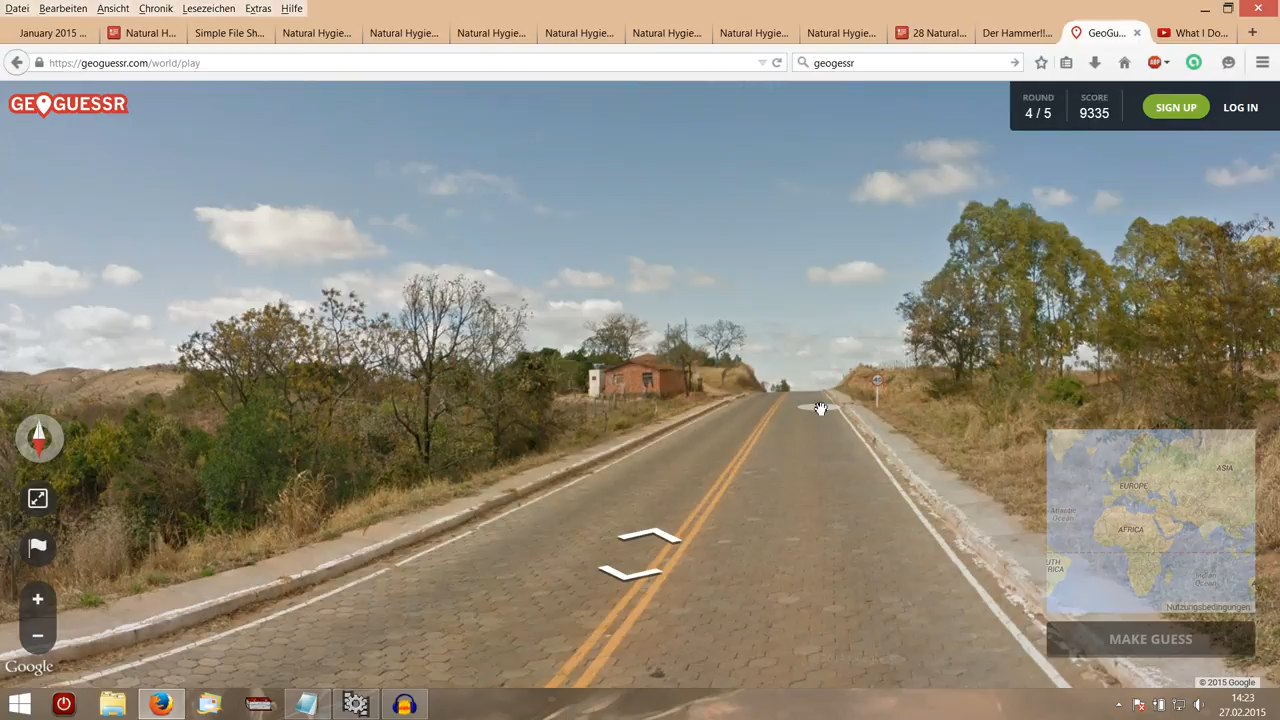 Datei Bearbeiten Ansicht Chronik Lesezeichen Extras Hilfe
January 2015 ... Natural H... Simple File Sh... Natural Hygie... Natural Hygie... Natural Hygie... Natural Hygie... Natural Hygie... Natural Hygie... Natural Hygie... 28 Natural... Der Hammer!!... GeoGu... What I Do...
https://geoguessr.com/world/play
geogessr
ABP
GEOGUESSR
ROUND
4 / 5
SCORE
9335
SIGN UP
LOG IN
40
ASIA
EUROPE
Atlantic
Ocean
AFRICA
UTH
RICA
Indian
Ocean
Nutzungsbedingungen
MAKE GUESS
Google
© 2015 Google
14:23
27.02.2015